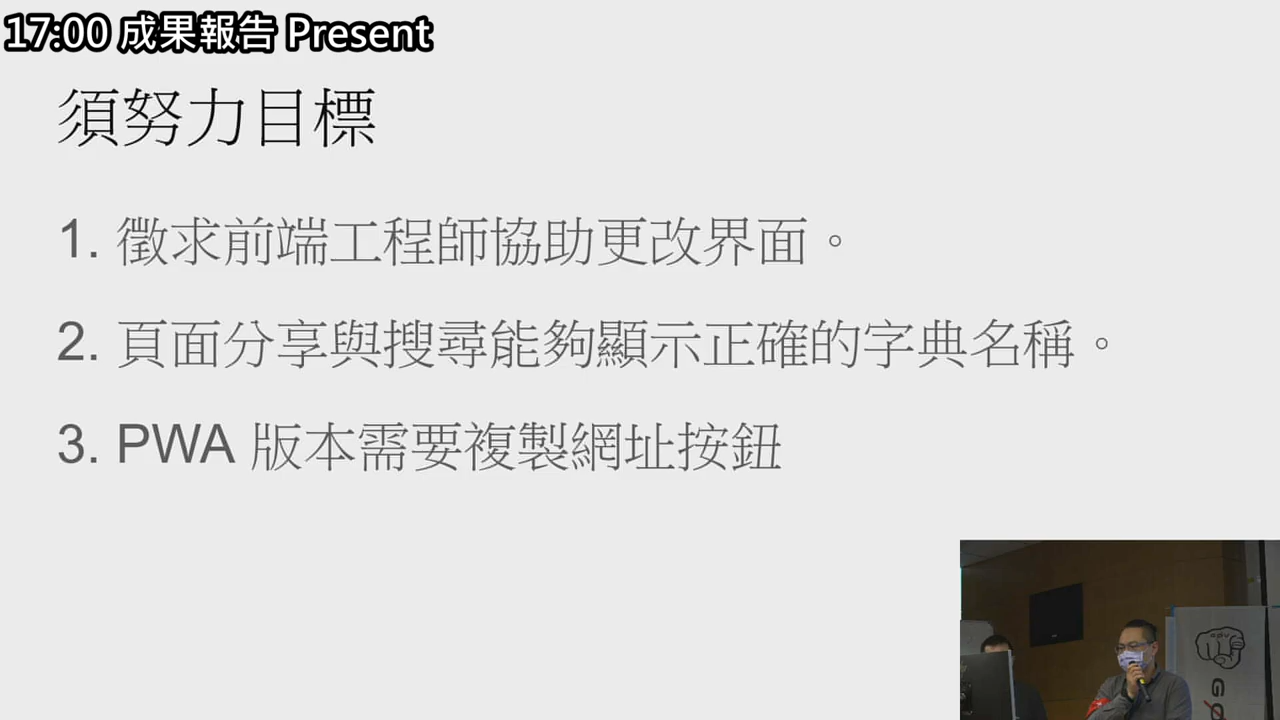 17:00 成果報告 Present
須努力目標
1. 徵求前端工程師協助更改界面。
2. 頁面分享與搜尋能夠顯示正確的字典名稱。
3. PWA 版本需要複製網址按鈕